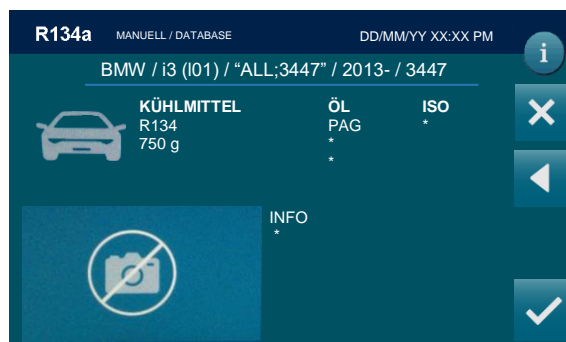 R134a MANUELL / DATABASE DD/MM/YY XX:XX PM
i
BMW / i3 (I01) / “ALL;3447” / 2013- / 3447
KÜHLMITTEL ÖL ISO
R134 PAG *
750 g *
*
INFO
*